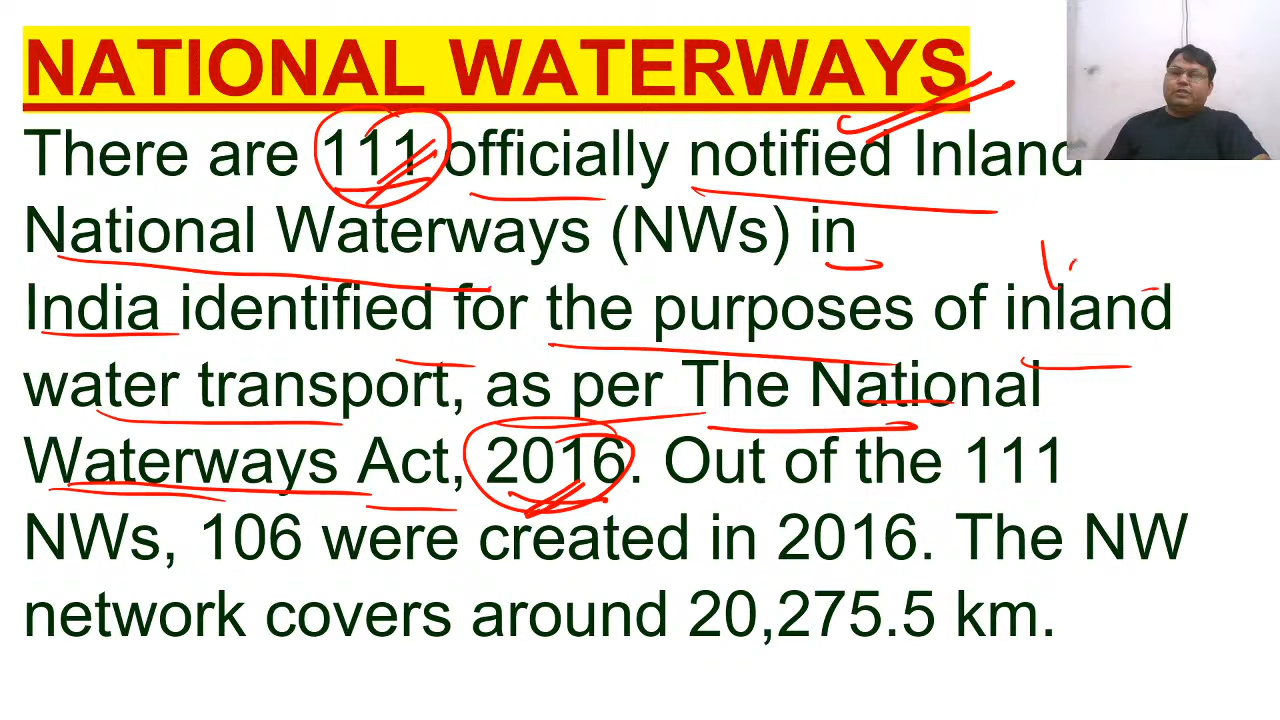 NATIONAL WATERWAYS
There are 111 officially notified Inland
National Waterways (NWs) in
India identified for the purposes of inland
water transport, as per The National
Waterways Act, 2016. Out of the 111
NWs, 106 were created in 2016. The NW
network covers around 20,275.5 km.